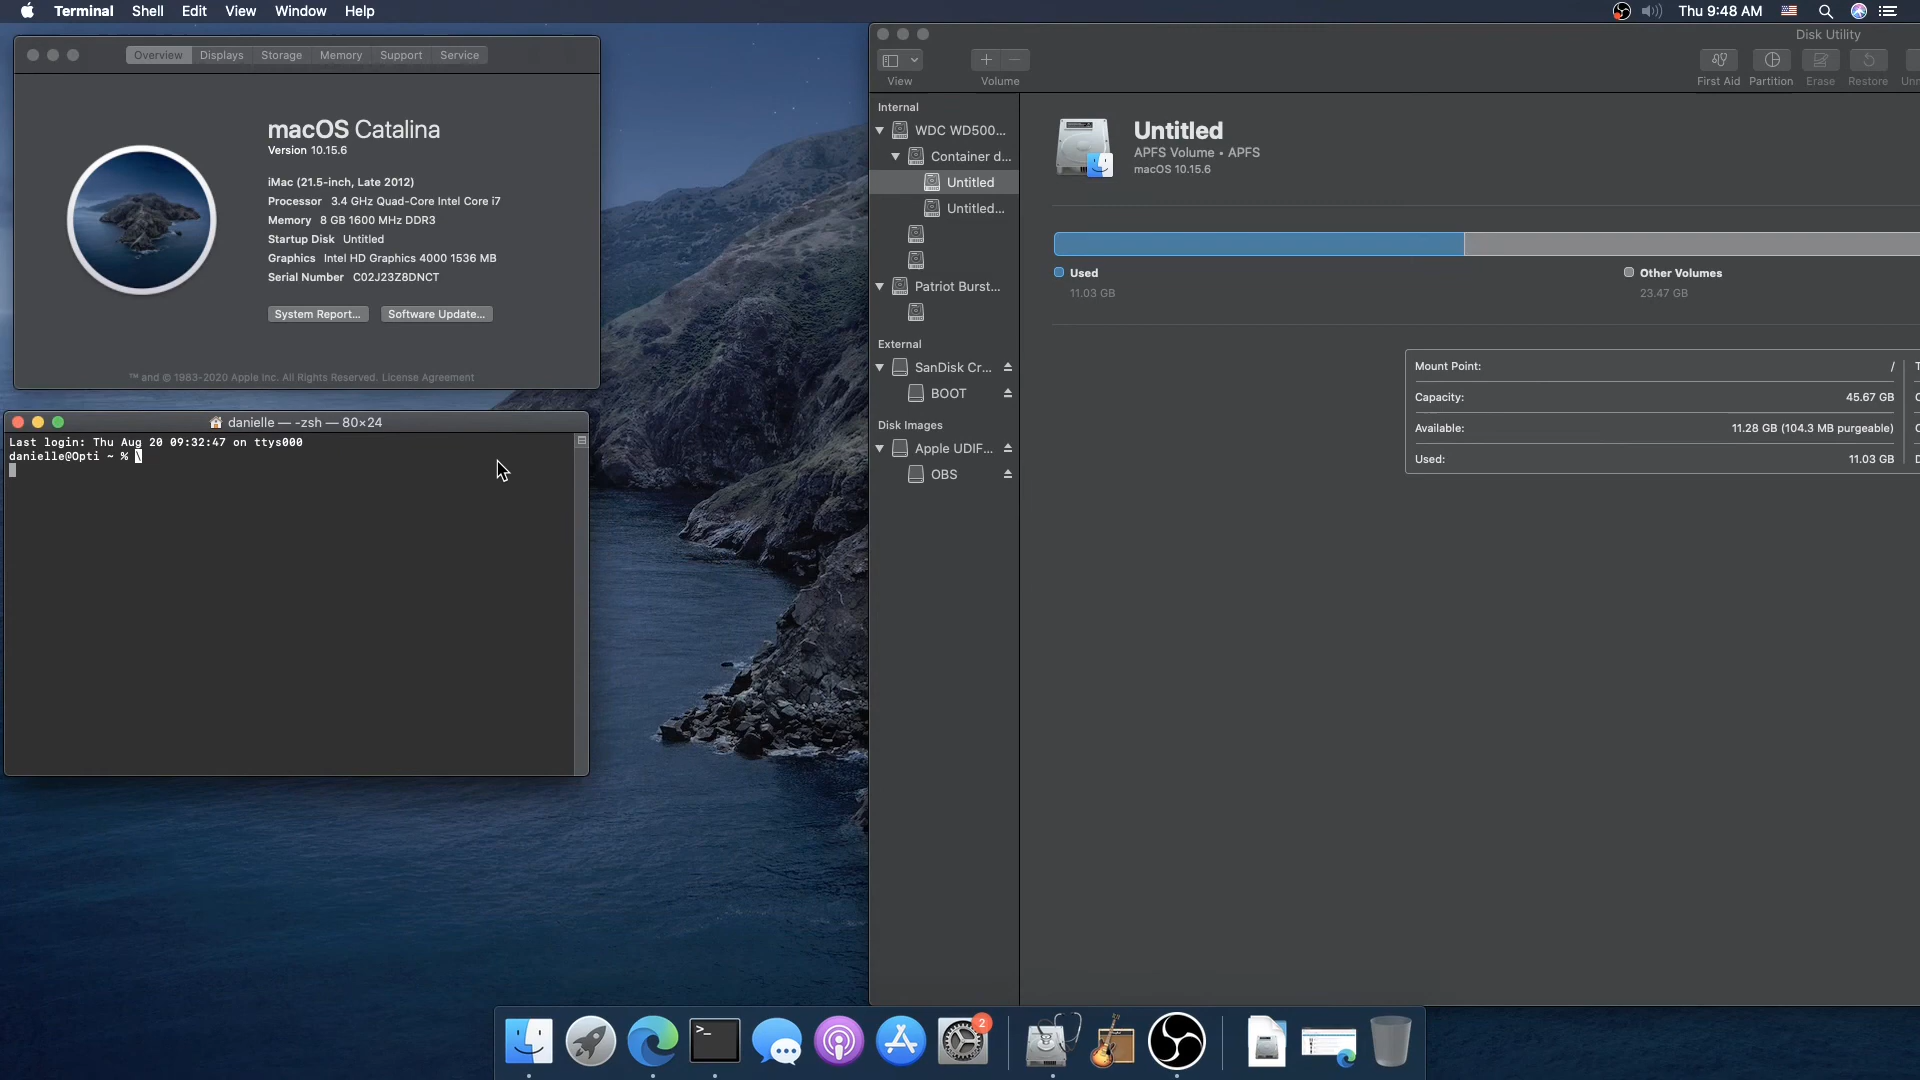 Terminal Shell Edit View Window Help
Thu 9:48 AM
Overview Displays Storage Memory Support Service
macOS Catalina
Version 10.15.6
iMac (21.5-inch, Late 2012)
Processor 3.4 GHz Quad-Core Intel Core i7
Memory 8 GB 1600 MHz DDR3
Startup Disk Untitled
Graphics Intel HD Graphics 4000 1536 MB
Serial Number C02J23Z8DNCT
System Report... Software Update...
™ and © 1983-2020 Apple Inc. All Rights Reserved. License Agreement
danielle — -zsh — 80×24
Last login: Thu Aug 20 09:32:47 on ttys000
danielle@Opti ~ % \
Disk Utility
View Volume First Aid Partition Erase Restore Unn
Internal
WDC WD500...
Container d...
Untitled
Untitled...
Patriot Burst...
External
SanDisk Cr...
BOOT
Disk Images
Apple UDIF...
OBS
Untitled
APFS Volume • APFS
macOS 10.15.6
Used
11.03 GB
Other Volumes
23.47 GB
Mount Point: /
Capacity: 45.67 GB
Available: 11.28 GB (104.3 MB purgeable)
Used: 11.03 GB
>_
2